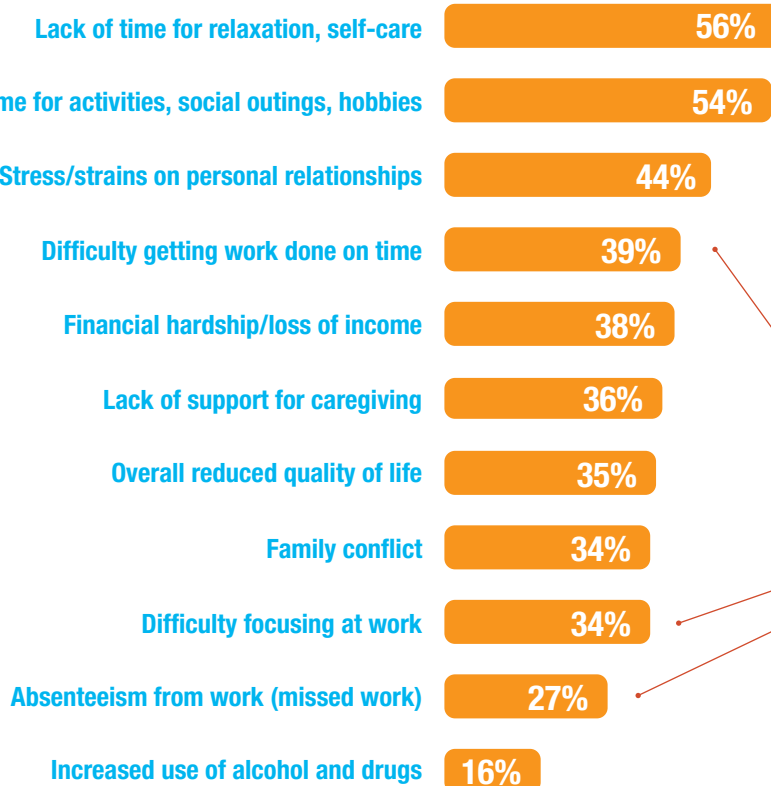 Lack of time for relaxation, self-care 56%
me for activities, social outings, hobbies 54%
Stress/strains on personal relationships 44%
Difficulty getting work done on time 39%
Financial hardship/loss of income 38%
Lack of support for caregiving 36%
Overall reduced quality of life 35%
Family conflict 34%
Difficulty focusing at work 34%
Absenteeism from work (missed work) 27%
Increased use of alcohol and drugs 16%